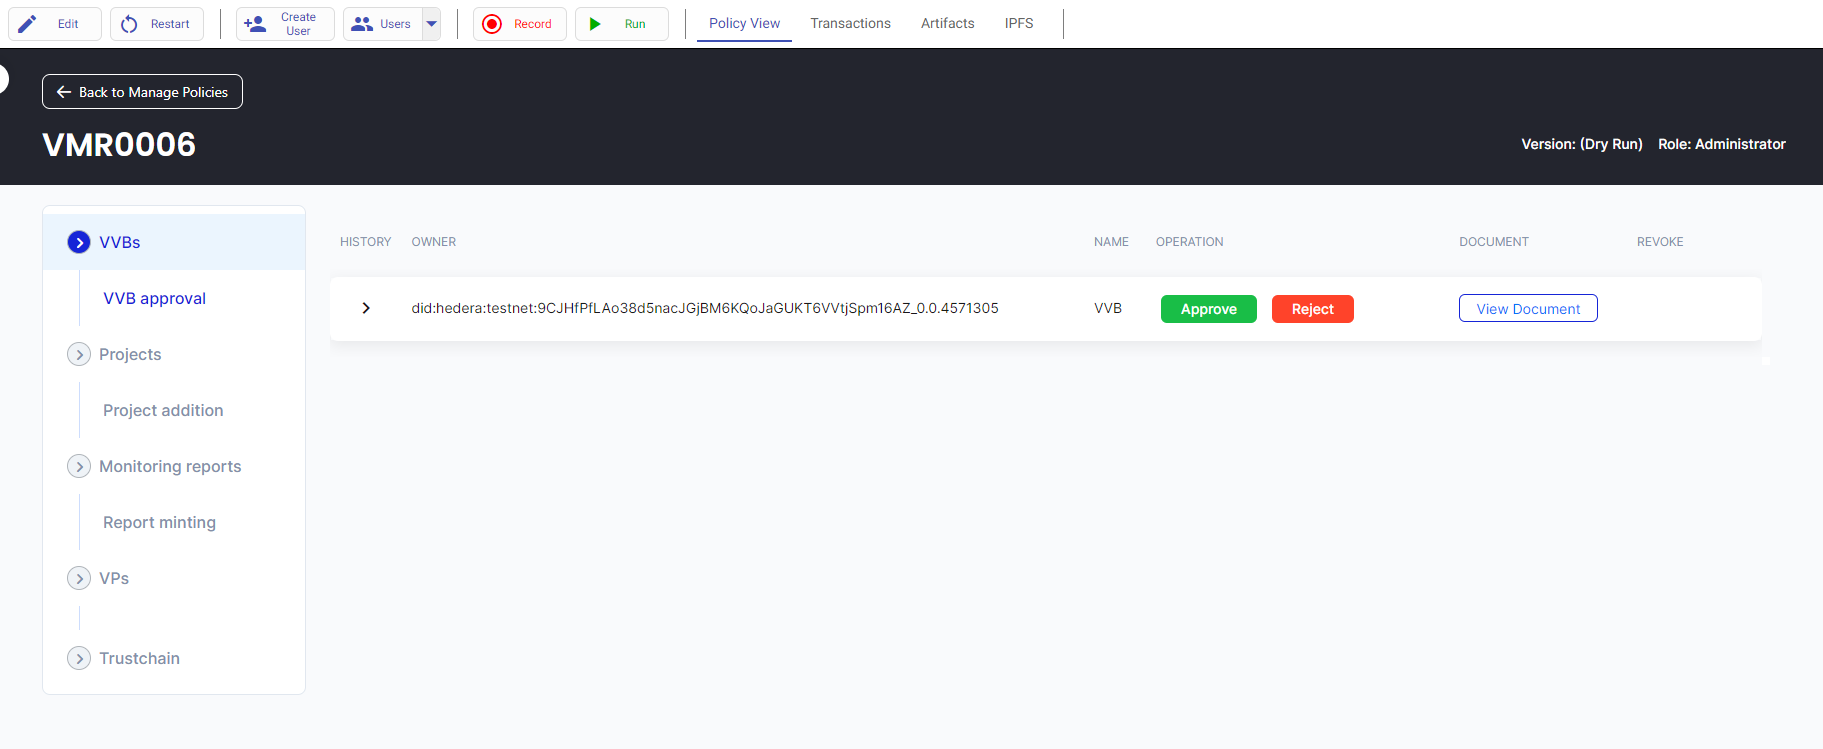 Edit
Restart
Create
User
Users
Record
Run
Policy View
Transactions
Artifacts
IPFS
Back to Manage Policies
VMR0006
Version: (Dry Run)
Role: Administrator
VVBs
VVB approval
Projects
Project addition
Monitoring reports
Report minting
VPs
Trustchain
HISTORY OWNER NAME OPERATION DOCUMENT REVOKE
did:hedera:testnet:9CJHfPfLAo38d5nacJGjBM6KQoJaGUKT6VVtjSpm16AZ_0.0.4571305 VVB Approve Reject View Document